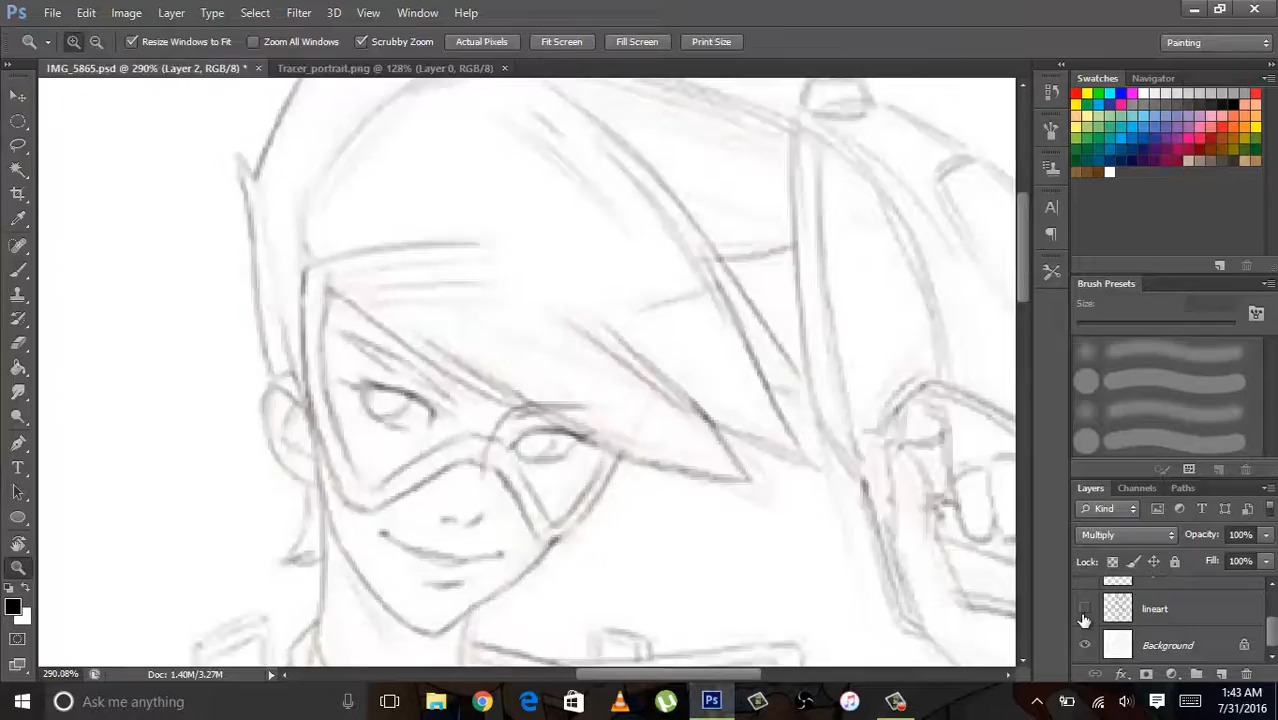 Ps File Edit Image Layer Type Select Filter 3D View Window Help
Resize Windows to Fit Zoom All Windows Scrubby Zoom Actual Pixels Fit Screen Fill Screen Print Size Painting
IMG_5865.psd @ 290% (Layer 2, RGB/8) * × Tracer_portrait.png @ 128% (Layer 0, RGB/8) ×
Swatches Navigator
Brush Presets
Size:
Layers Channels Paths
Kind
Multiply Opacity: 100%
Lock: Fill: 100%
lineart
Background
290.08% Doc: 1.40M/3.27M
Ask me anything
1:43 AM
7/31/2016